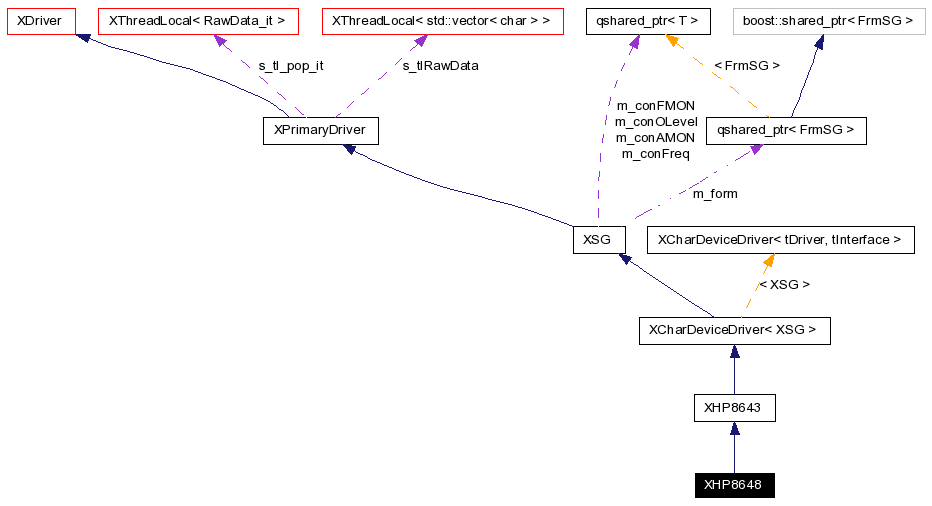 XDriver
XThreadLocal< RawData_it >
XThreadLocal< std::vector< char > >
qshared_ptr< T >
boost::shared_ptr< FrmSG >
s_tl_pop_it
s_tlRawData
< FrmSG >
m_conFMON
m_conOLevel
m_conAMON
m_conFreq
XPrimaryDriver
qshared_ptr< FrmSG >
m_form
XSG
XCharDeviceDriver< tDriver, tInterface >
< XSG >
XCharDeviceDriver< XSG >
XHP8643
XHP8648